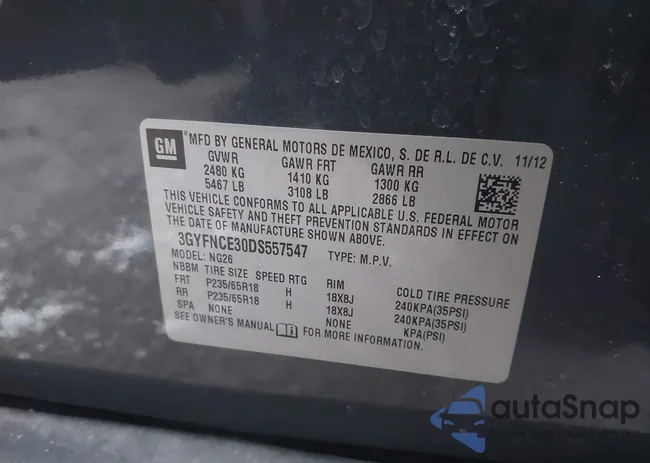 GM
MFD BY GENERAL MOTORS DE MEXICO, S. DE R.L. DE C.V. 11/12
GVWR GAWR FRT GAWR RR
2480 KG 1410 KG 1300 KG
5467 LB 3108 LB 2866 LB
THIS VEHICLE CONFORMS TO ALL APPLICABLE U.S. FEDERAL MOTOR
VEHICLE SAFETY AND THEFT PREVENTION STANDARDS IN EFFECT ON
THE DATE OF MANUFACTURE SHOWN ABOVE.
3GYFNCE30DS557547 TYPE: M.P.V.
MODEL: NG26
NBBM TIRE SIZE SPEED RTG RIM COLD TIRE PRESSURE
FRT P235/65R18 H 18X8J 240KPA(35PSI)
RR P235/65R18 H 18X8J 240KPA(35PSI)
SPA NONE NONE KPA(PSI)
SEE OWNER'S MANUAL FOR MORE INFORMATION.
autaSnap